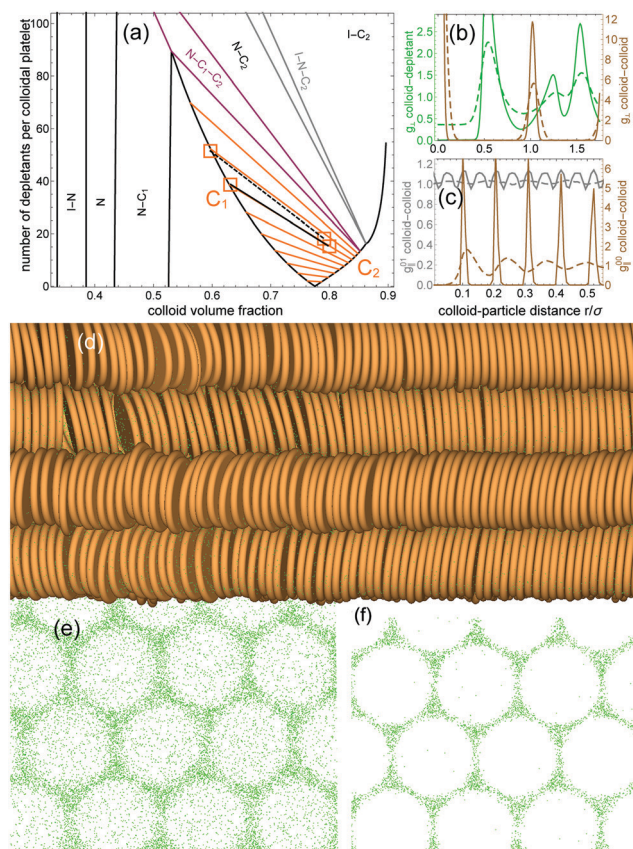 (a)
number of depletants per colloidal platelet
100
80
60
40
20
0
I–N
N
N–C1
N–C1–C2
N–C2
I–N–C2
I–C2
C1
C2
0.4 0.5 0.6 0.7 0.8 0.9
colloid volume fraction
(b)
g⊥ colloid–depletant
2.5
2.0
1.5
1.0
0.5
0.0
12
10
8
6
4
2
0
g⊥ colloid–colloid
0.0 0.5 1.0 1.5
(c)
g∥01 colloid–colloid
1.2
1.0
0.8
0.6
0.4
0.2
0.0
6
5
4
3
2
1
0
g∥00 colloid–colloid
0.1 0.2 0.3 0.4 0.5
colloid-particle distance r/σ
(d)
(e)
(f)